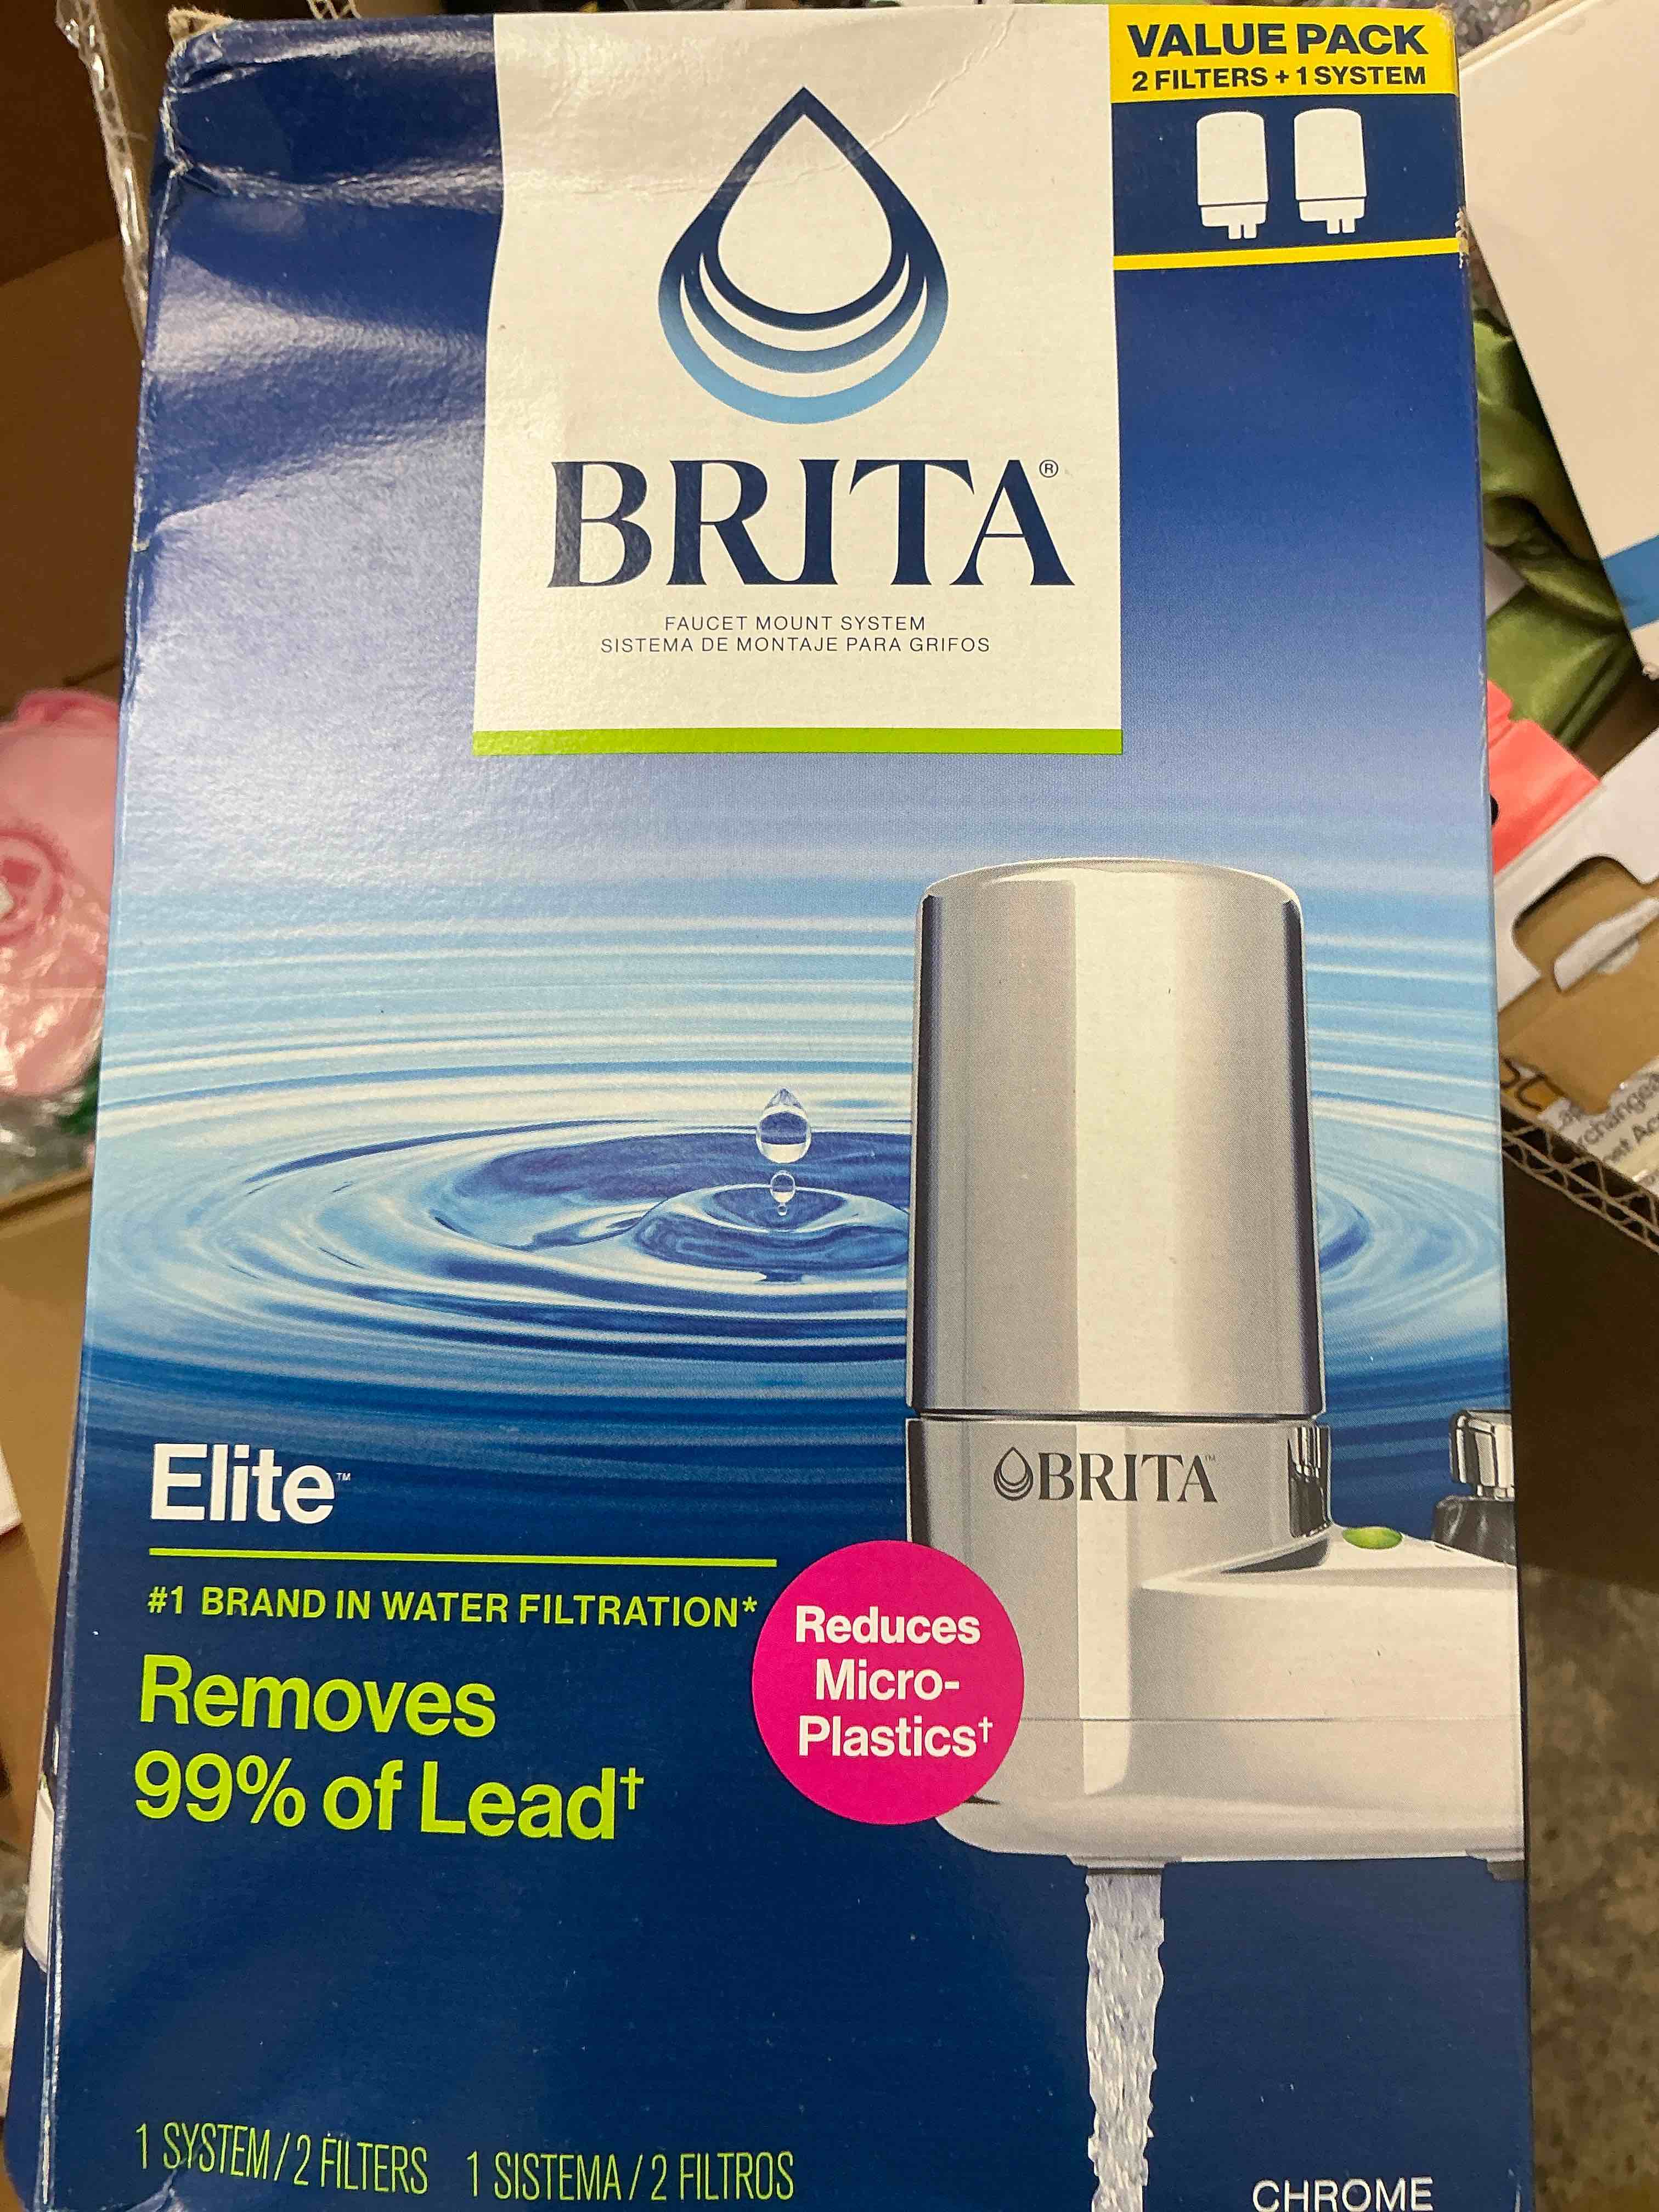 VALUE PACK
2 FILTERS + 1 SYSTEM
BRITA®
FAUCET MOUNT SYSTEM
SISTEMA DE MONTAJE PARA GRIFOS
BRITA™
Elite™
#1 BRAND IN WATER FILTRATION*
Removes
99% of Lead†
Reduces
Micro-
Plastics†
1 SYSTEM / 2 FILTERS 1 SISTEMA / 2 FILTROS
CHROME